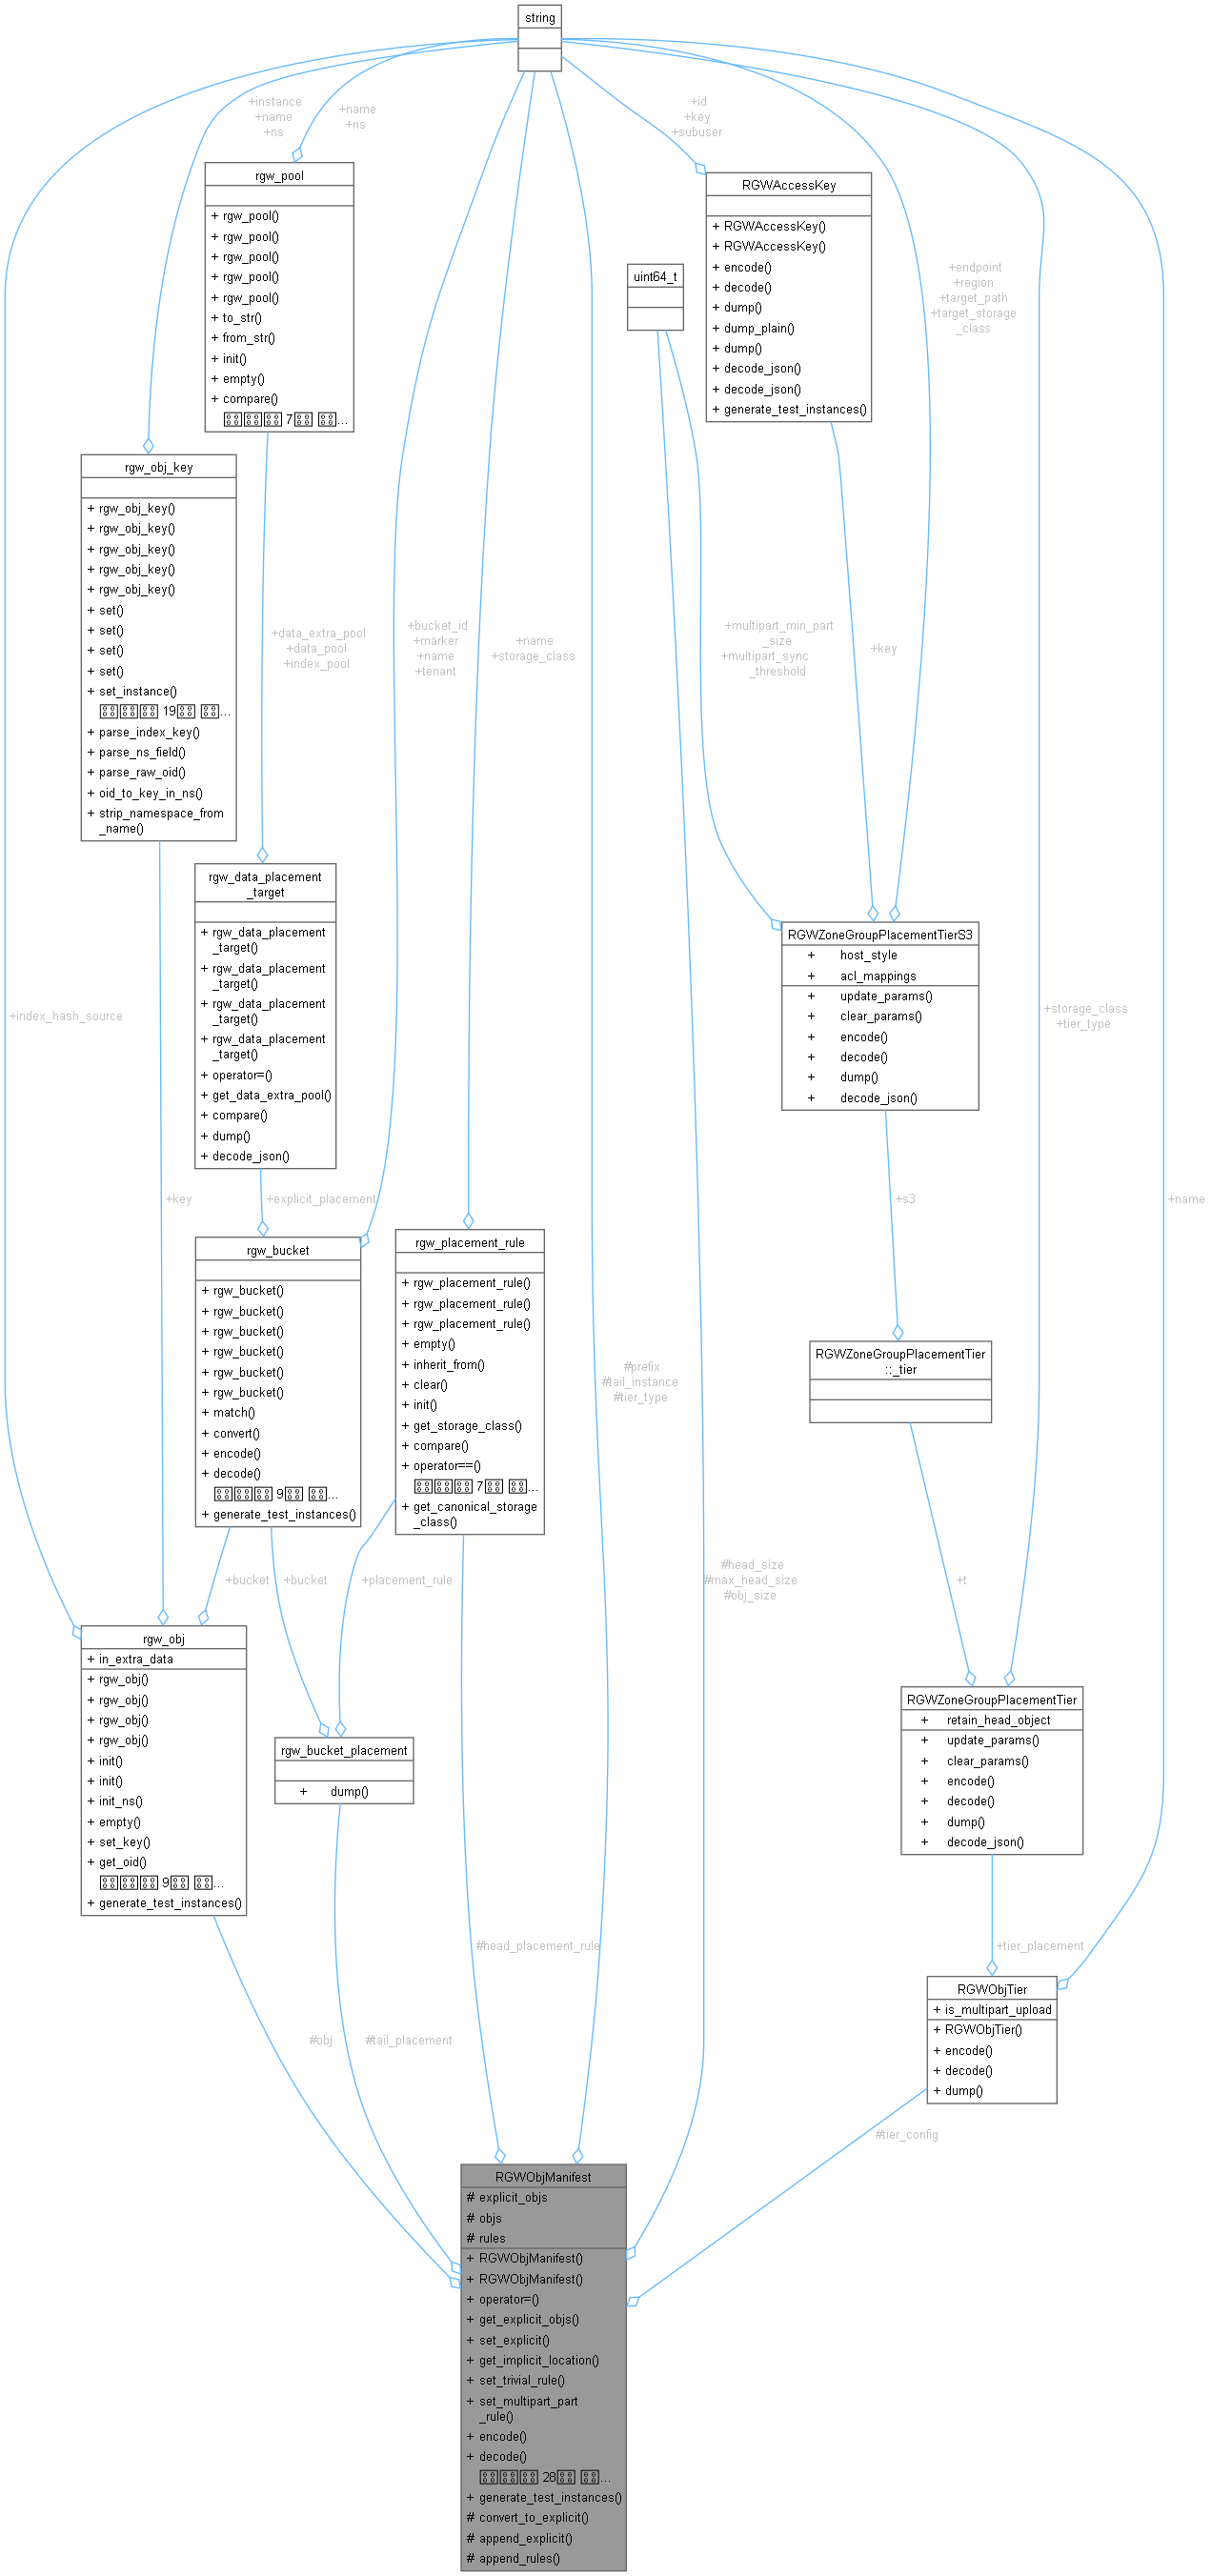 string
+instance
+name
+ns
+name
+ns
+id
+key
+subuser
rgw_pool
+ rgw_pool()
+ rgw_pool()
+ rgw_pool()
+ rgw_pool()
+ rgw_pool()
+ to_str()
+ from_str()
+ init()
+ empty()
+ compare()
7
...
RGWAccessKey
+ RGWAccessKey()
+ RGWAccessKey()
+ encode()
+ decode()
+ dump()
+ dump_plain()
+ dump()
+ decode_json()
+ decode_json()
+ generate_test_instances()
uint64_t
+endpoint
+region
+target_path
+target_storage
_class
rgw_obj_key
+ rgw_obj_key()
+ rgw_obj_key()
+ rgw_obj_key()
+ rgw_obj_key()
+ rgw_obj_key()
+ set()
+ set()
+ set()
+ set()
+ set_instance()
19
...
+ parse_index_key()
+ parse_ns_field()
+ parse_raw_oid()
+ oid_to_key_in_ns()
+ strip_namespace_from
_name()
+data_extra_pool
+data_pool
+index_pool
+bucket_id
+marker
+name
+tenant
+name
+storage_class
+multipart_min_part
_size
+multipart_sync
_threshold
+key
rgw_data_placement
_target
+ rgw_data_placement
_target()
+ rgw_data_placement
_target()
+ rgw_data_placement
_target()
+ rgw_data_placement
_target()
+ operator=()
+ get_data_extra_pool()
+ compare()
+ dump()
+ decode_json()
RGWZoneGroupPlacementTierS3
+ host_style
+ acl_mappings
+ update_params()
+ clear_params()
+ encode()
+ decode()
+ dump()
+ decode_json()
+index_hash_source
+storage_class
+tier_type
+key
+explicit_placement
+s3
+name
rgw_bucket
+ rgw_bucket()
+ rgw_bucket()
+ rgw_bucket()
+ rgw_bucket()
+ rgw_bucket()
+ rgw_bucket()
+ match()
+ convert()
+ encode()
+ decode()
9
...
+ generate_test_instances()
rgw_placement_rule
+ rgw_placement_rule()
+ rgw_placement_rule()
+ rgw_placement_rule()
+ empty()
+ inherit_from()
+ clear()
+ init()
+ get_storage_class()
+ compare()
+ operator==()
7
...
+ get_canonical_storage
_class()
#prefix
#tail_instance
#tier_type
RGWZoneGroupPlacementTier
::_tier
+bucket
+bucket
+placement_rule
#head_size
#max_head_size
#obj_size
+t
rgw_obj
+ in_extra_data
+ rgw_obj()
+ rgw_obj()
+ rgw_obj()
+ rgw_obj()
+ init()
+ init()
+ init_ns()
+ empty()
+ set_key()
+ get_oid()
9
...
+ generate_test_instances()
rgw_bucket_placement
+ dump()
RGWZoneGroupPlacementTier
+ retain_head_object
+ update_params()
+ clear_params()
+ encode()
+ decode()
+ dump()
+ decode_json()
#head_placement_rule
+tier_placement
RGWObjTier
+ is_multipart_upload
+ RGWObjTier()
+ encode()
+ decode()
+ dump()
#obj
#tail_placement
#tier_config
RGWObjManifest
# explicit_objs
# objs
# rules
+ RGWObjManifest()
+ RGWObjManifest()
+ operator=()
+ get_explicit_objs()
+ set_explicit()
+ get_implicit_location()
+ set_trivial_rule()
+ set_multipart_part
_rule()
+ encode()
+ decode()
28
...
+ generate_test_instances()
# convert_to_explicit()
# append_explicit()
# append_rules()